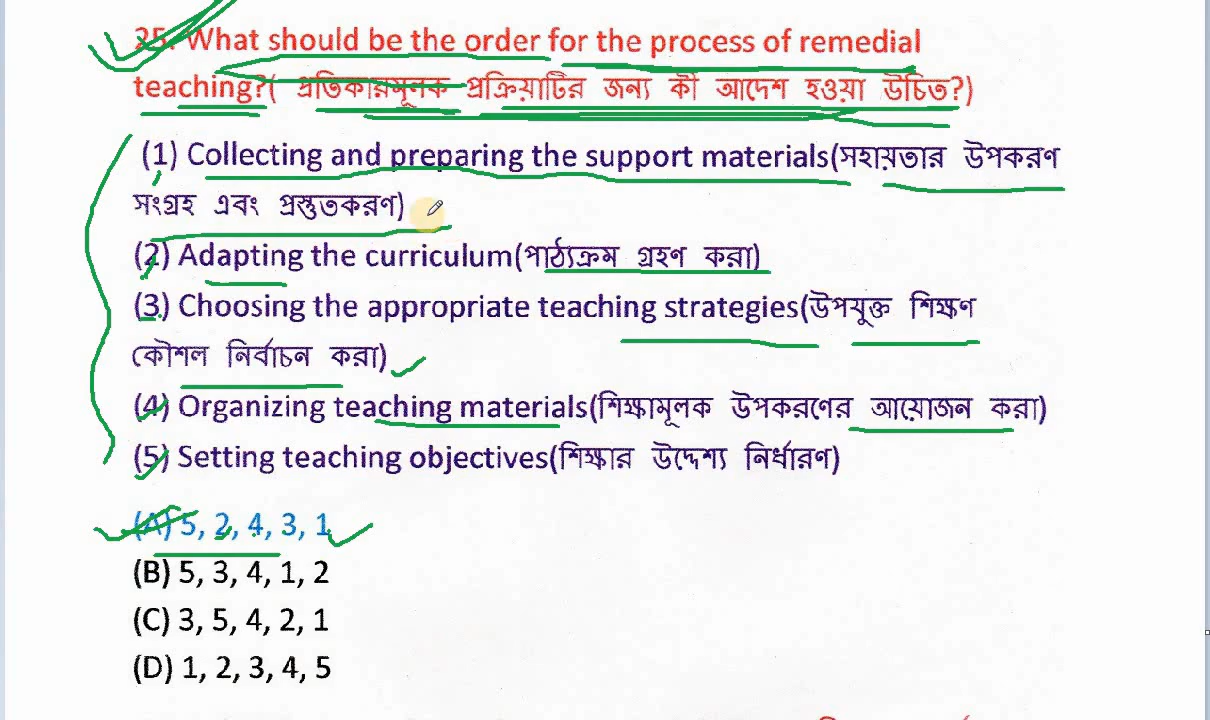 25. What should be the order for the process of remedial
teaching?( প্রতিকারমূলক প্রক্রিয়াটির জন্য কী আদেশ হওয়া উচিত?)
(1) Collecting and preparing the support materials(সহায়তার উপকরণ
সংগ্রহ এবং প্রস্তুতকরণ)
(2) Adapting the curriculum(পাঠ্যক্রম গ্রহণ করা)
(3) Choosing the appropriate teaching strategies(উপযুক্ত শিক্ষণ
কৌশল নির্বাচন করা)
(4) Organizing teaching materials(শিক্ষামূলক উপকরণের আয়োজন করা)
(5) Setting teaching objectives(শিক্ষার উদ্দেশ্য নির্ধারণ)
(A) 5, 2, 4, 3, 1
(B) 5, 3, 4, 1, 2
(C) 3, 5, 4, 2, 1
(D) 1, 2, 3, 4, 5